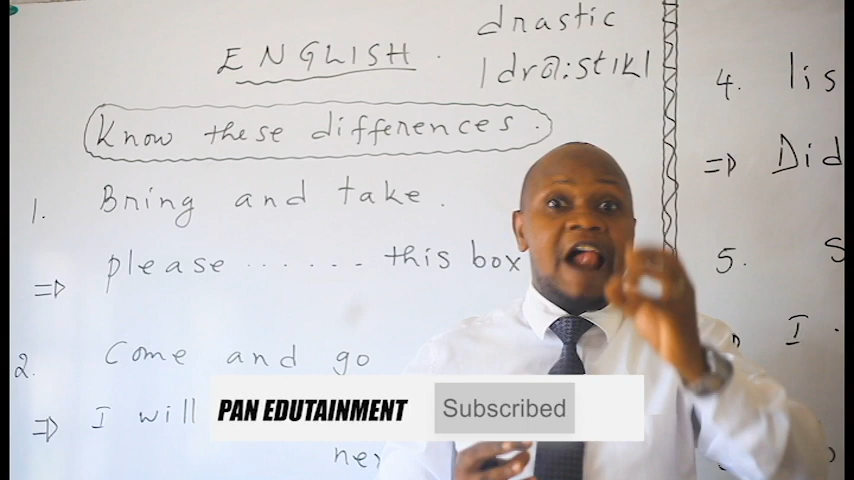 drastic
ENGLISH.
/dra:stIK/
Know these differences.
1. Bring and take.
⇒ please ....... this box
2. Come and go
⇒ I will
4. lis
⇒ Did
5. S
I
PAN EDUTAINMENT
Subscribed